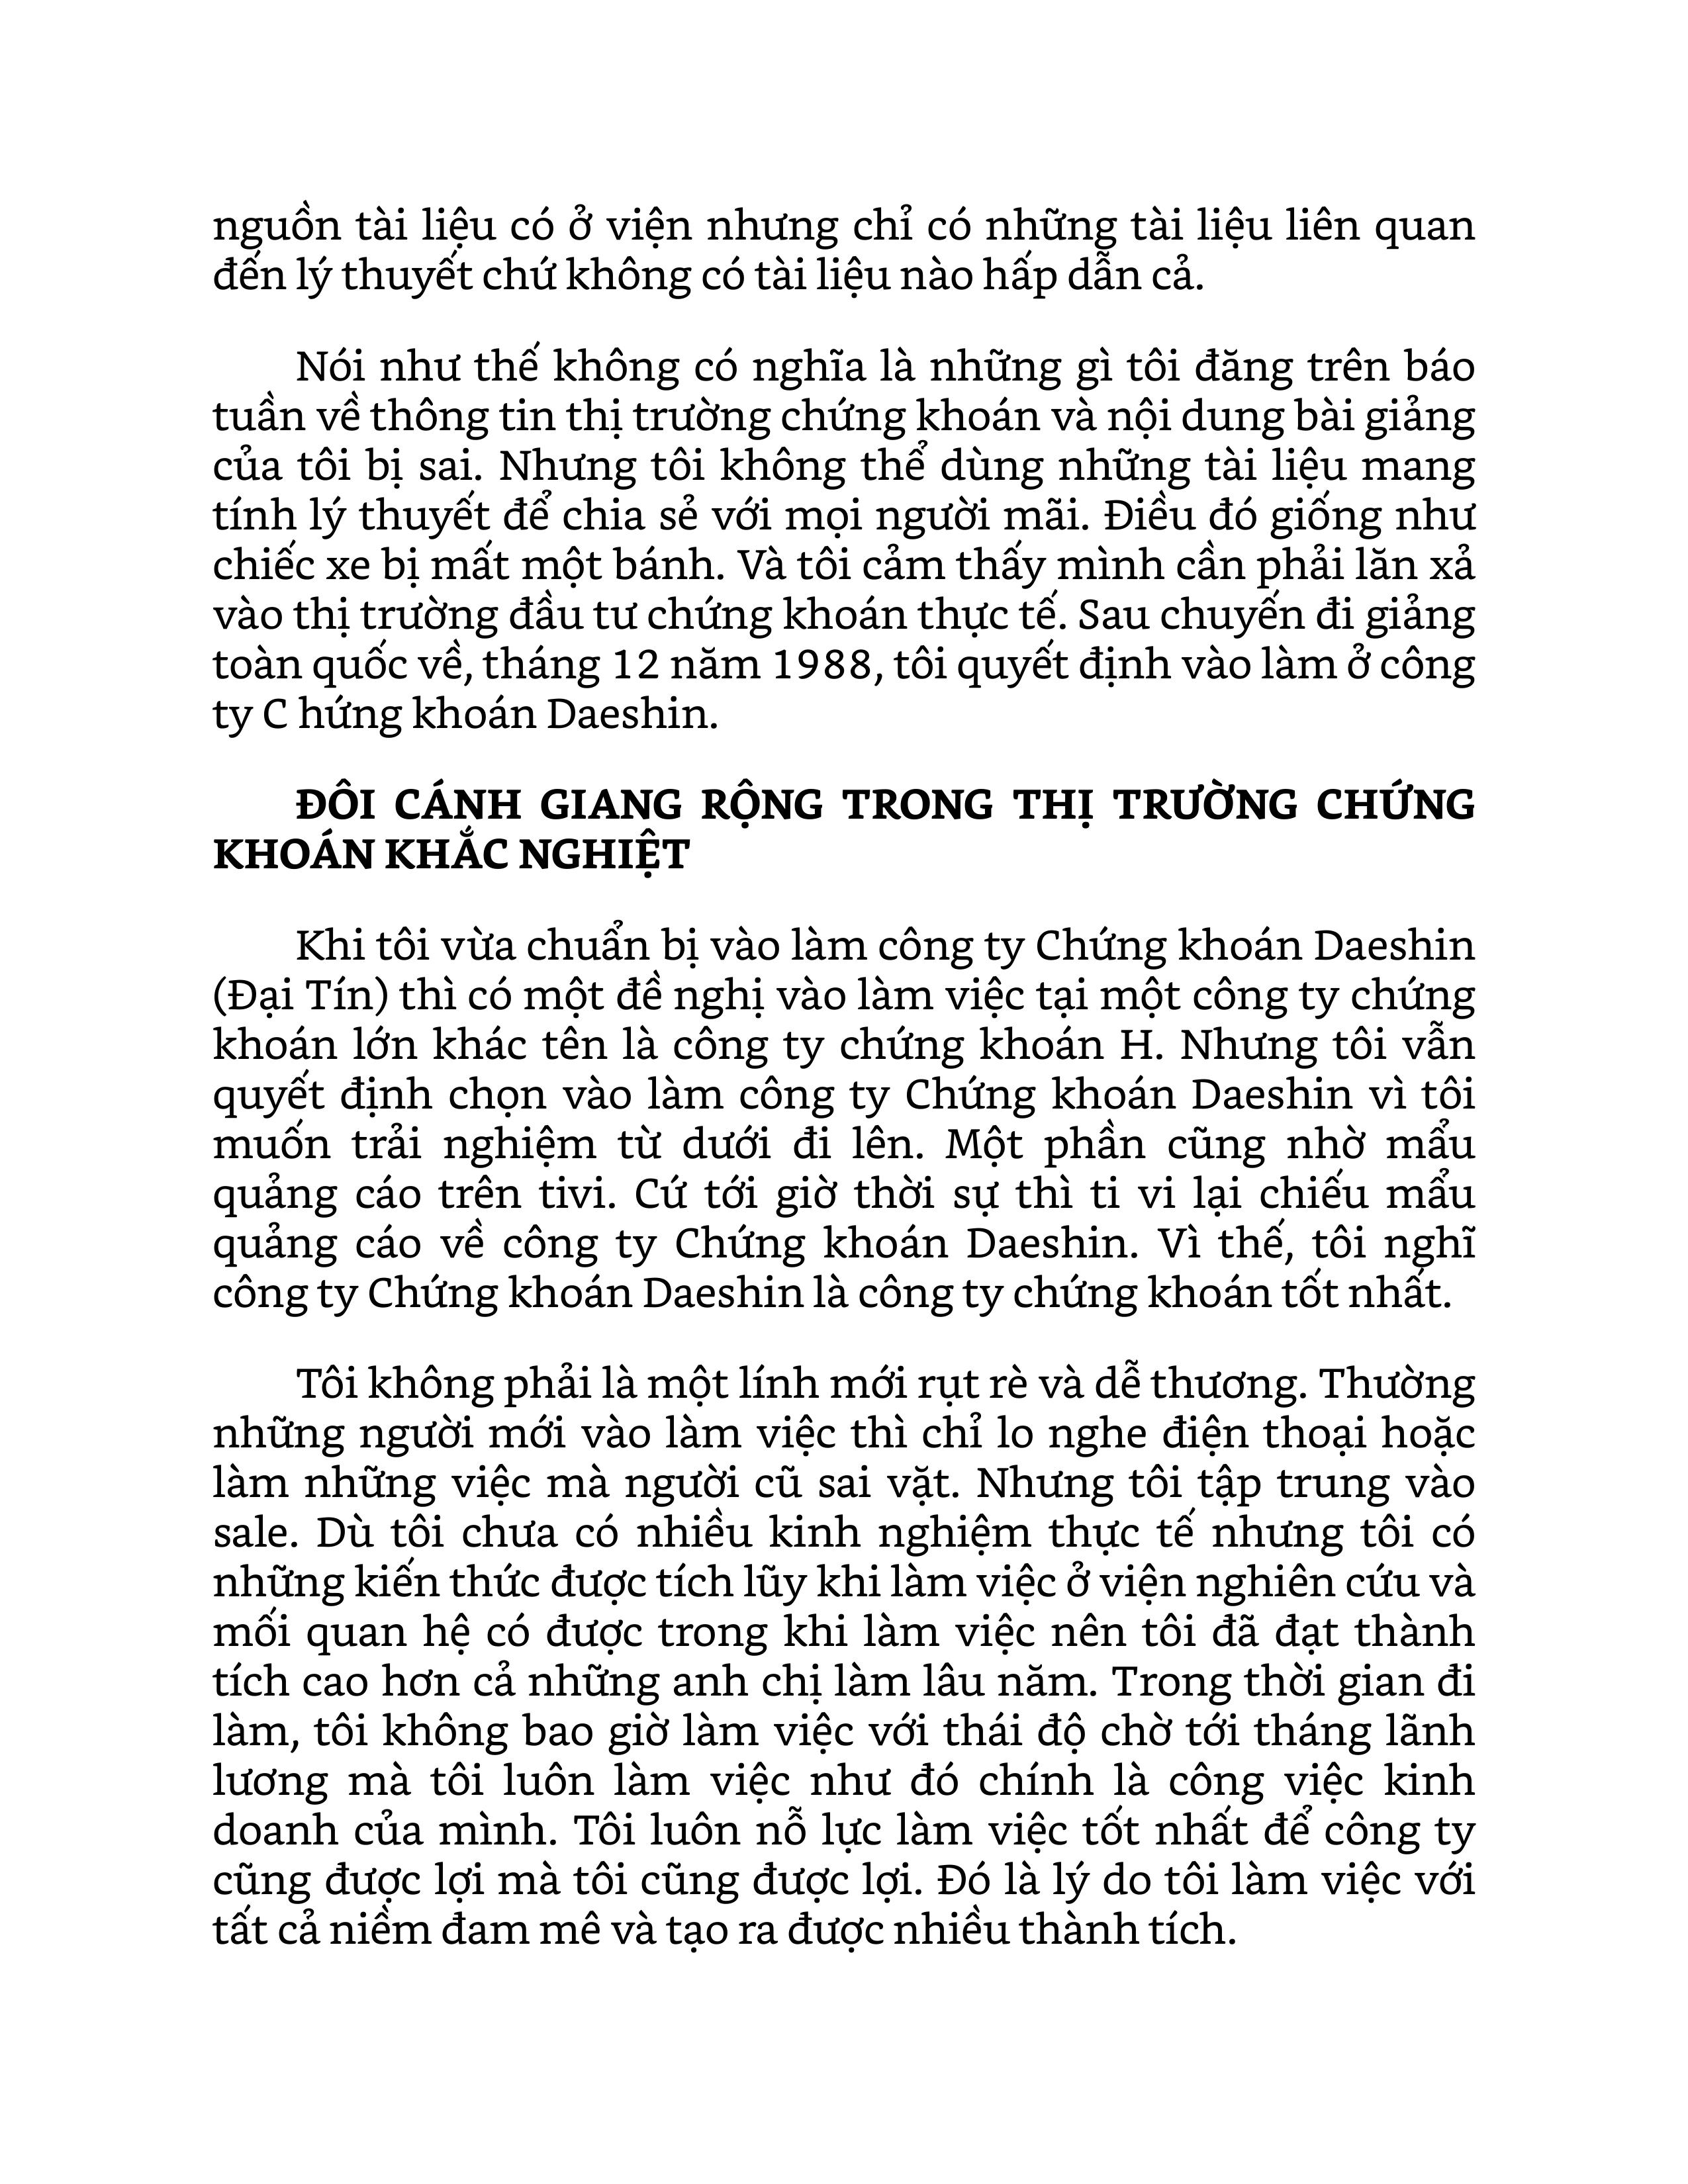 nguồn tài liệu có ở viện nhưng chỉ có những tài liệu liên quan
đến lý thuyết chứ không có tài liệu nào hấp dẫn cả.
Nói như thế không có nghĩa là những gì tôi đăng trên báo
tuần về thông tin thị trường chứng khoán và nội dung bài giảng
của tôi bị sai. Nhưng tôi không thể dùng những tài liệu mang
tính lý thuyết để chia sẻ với mọi người mãi. Điều đó giống như
chiếc xe bị mất một bánh. Và tôi cảm thấy mình cần phải lăn xả
vào thị trường đầu tư chứng khoán thực tế. Sau chuyến đi giảng
toàn quốc về, tháng 12 năm 1988, tôi quyết định vào làm ở công
ty C hứng khoán Daeshin.
ĐÔI CÁNH GIANG RỘNG TRONG THỊ TRƯỜNG CHỨNG
KHOÁN KHẮC NGHIỆT
Khi tôi vừa chuẩn bị vào làm công ty Chứng khoán Daeshin
(Đại Tín) thì có một đề nghị vào làm việc tại một công ty chứng
khoán lớn khác tên là công ty chứng khoán H. Nhưng tôi vẫn
quyết định chọn vào làm công ty Chứng khoán Daeshin vì tôi
muốn trải nghiệm từ dưới đi lên. Một phần cũng nhờ mẩu
quảng cáo trên tivi. Cứ tới giờ thời sự thì ti vi lại chiếu mẩu
quảng cáo về công ty Chứng khoán Daeshin. Vì thế, tôi nghĩ
công ty Chứng khoán Daeshin là công ty chứng khoán tốt nhất.
Tôi không phải là một lính mới rụt rè và dễ thương. Thường
những người mới vào làm việc thì chỉ lo nghe điện thoại hoặc
làm những việc mà người cũ sai vặt. Nhưng tôi tập trung vào
sale. Dù tôi chưa có nhiều kinh nghiệm thực tế nhưng tôi có
những kiến thức được tích lũy khi làm việc ở viện nghiên cứu và
mối quan hệ có được trong khi làm việc nên tôi đã đạt thành
tích cao hơn cả những anh chị làm lâu năm. Trong thời gian đi
làm, tôi không bao giờ làm việc với thái độ chờ tới tháng lãnh
lương mà tôi luôn làm việc như đó chính là công việc kinh
doanh của mình. Tôi luôn nỗ lực làm việc tốt nhất để công ty
cũng được lợi mà tôi cũng được lợi. Đó là lý do tôi làm việc với
tất cả niềm đam mê và tạo ra được nhiều thành tích.